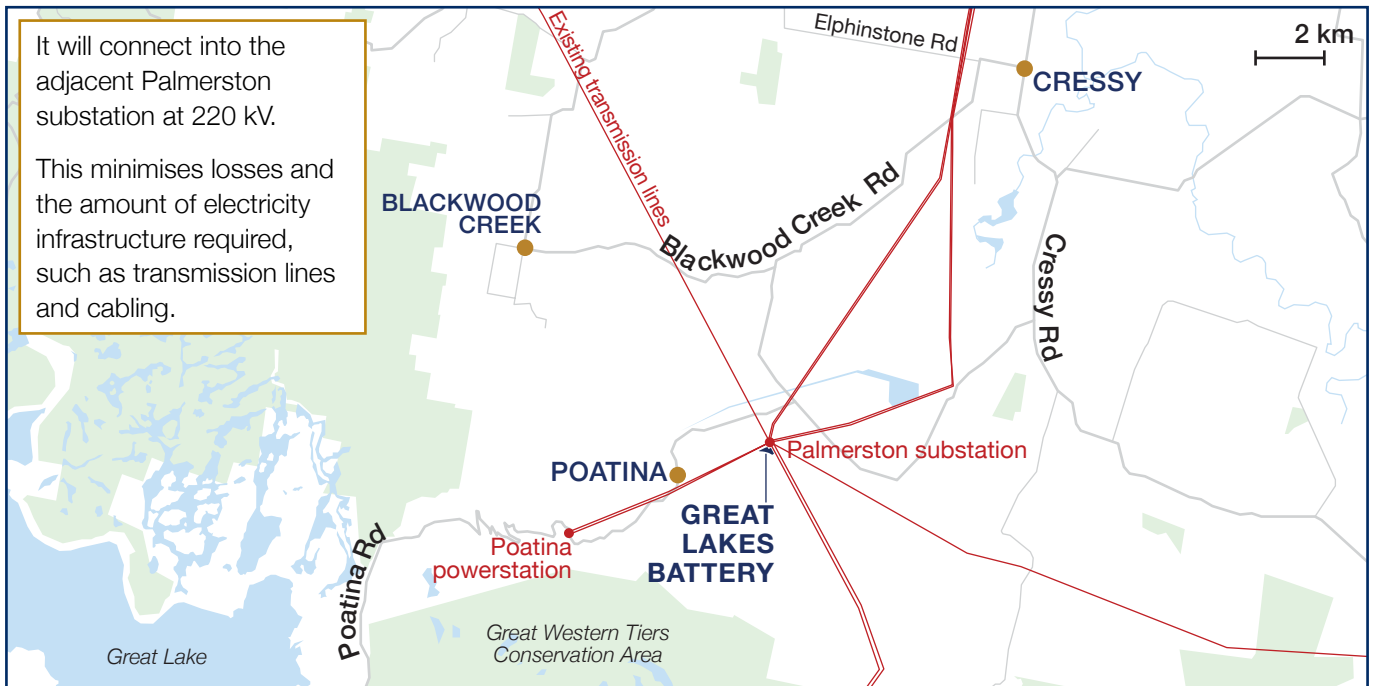 It will connect into the
adjacent Palmerston
substation at 220 kV.
This minimises losses and
the amount of electricity
infrastructure required,
such as transmission lines
and cabling.
Existing transmission lines
Elphinstone Rd
2 km
CRESSY
BLACKWOOD
CREEK
Blackwood Creek Rd
Cressy Rd
Palmerston substation
POATINA
GREAT
LAKES
BATTERY
Poatina
powerstation
Poatina Rd
Great Western Tiers
Conservation Area
Great Lake